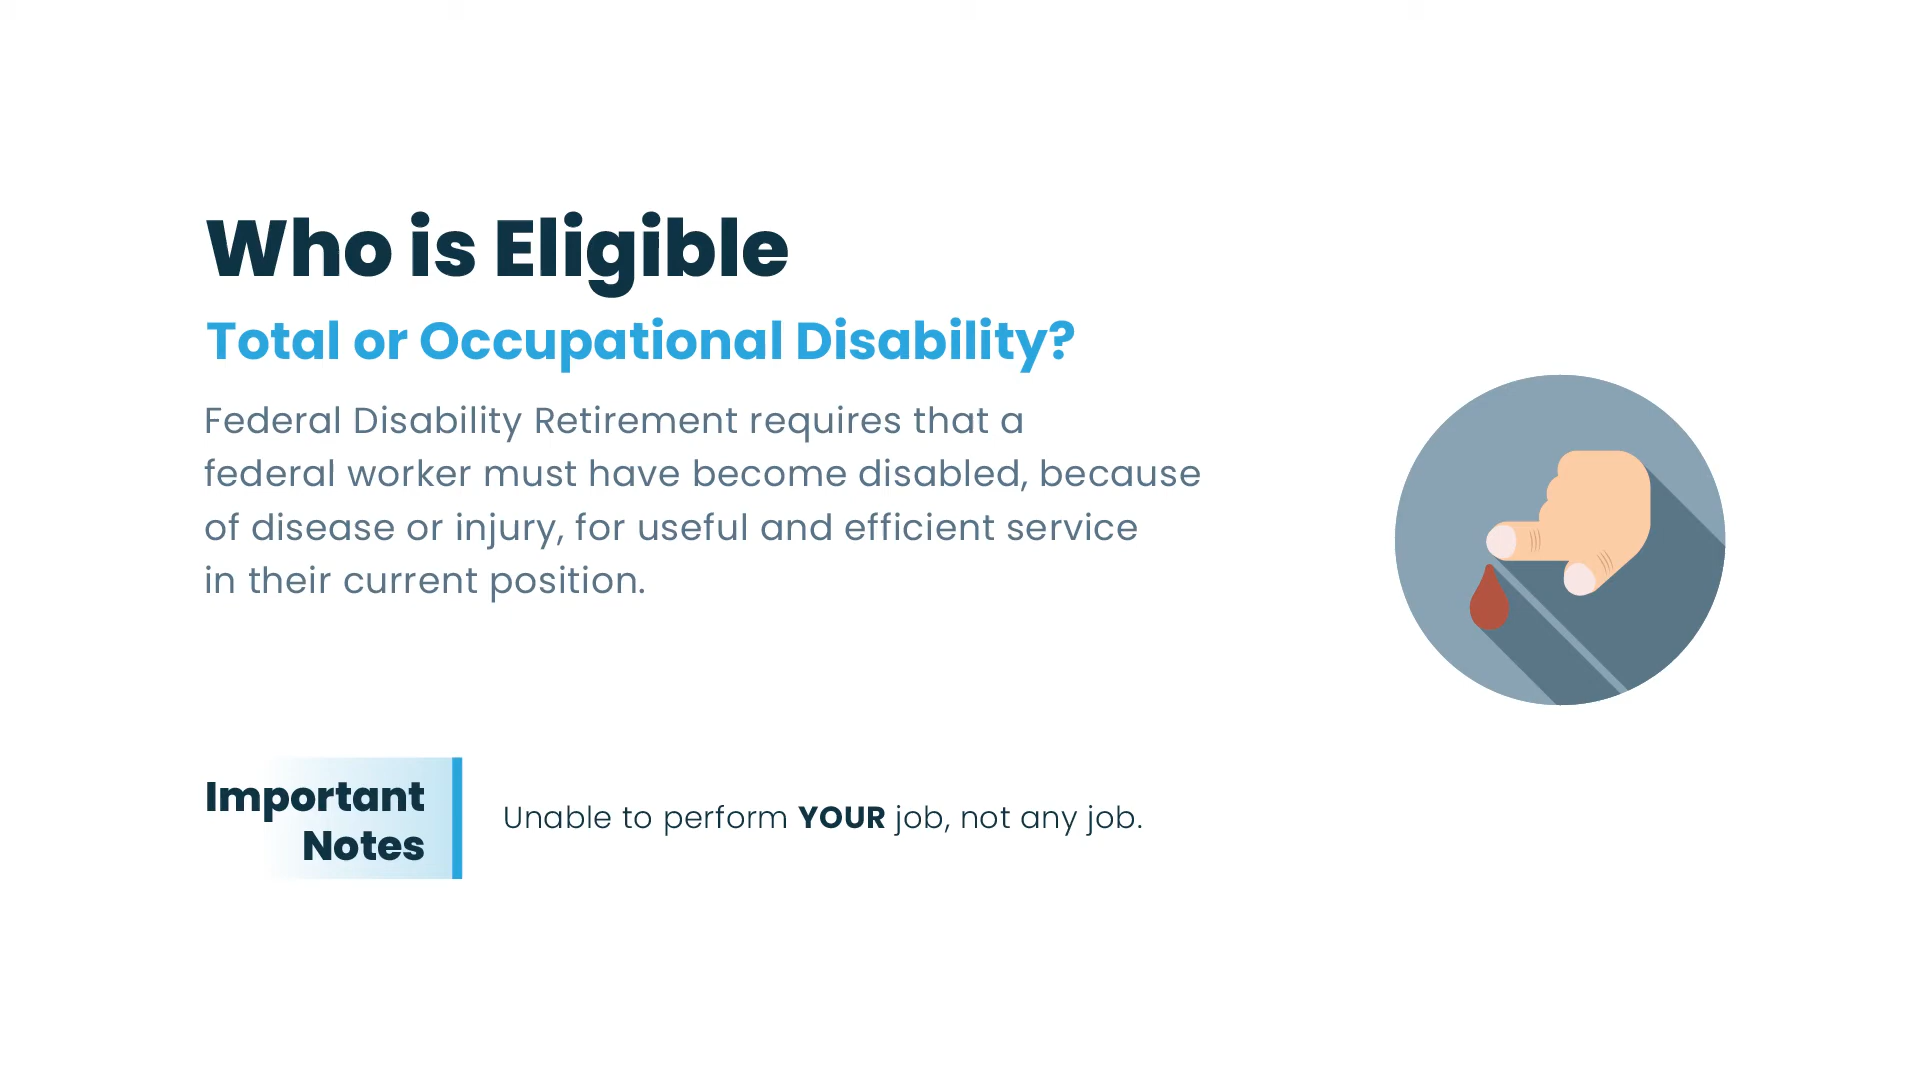 Who is Eligible
Total or Occupational Disability?
Federal Disability Retirement requires that a
federal worker must have become disabled, because
of disease or injury, for useful and efficient service
in their current position.
Important
Notes
Unable to perform YOUR job, not any job.